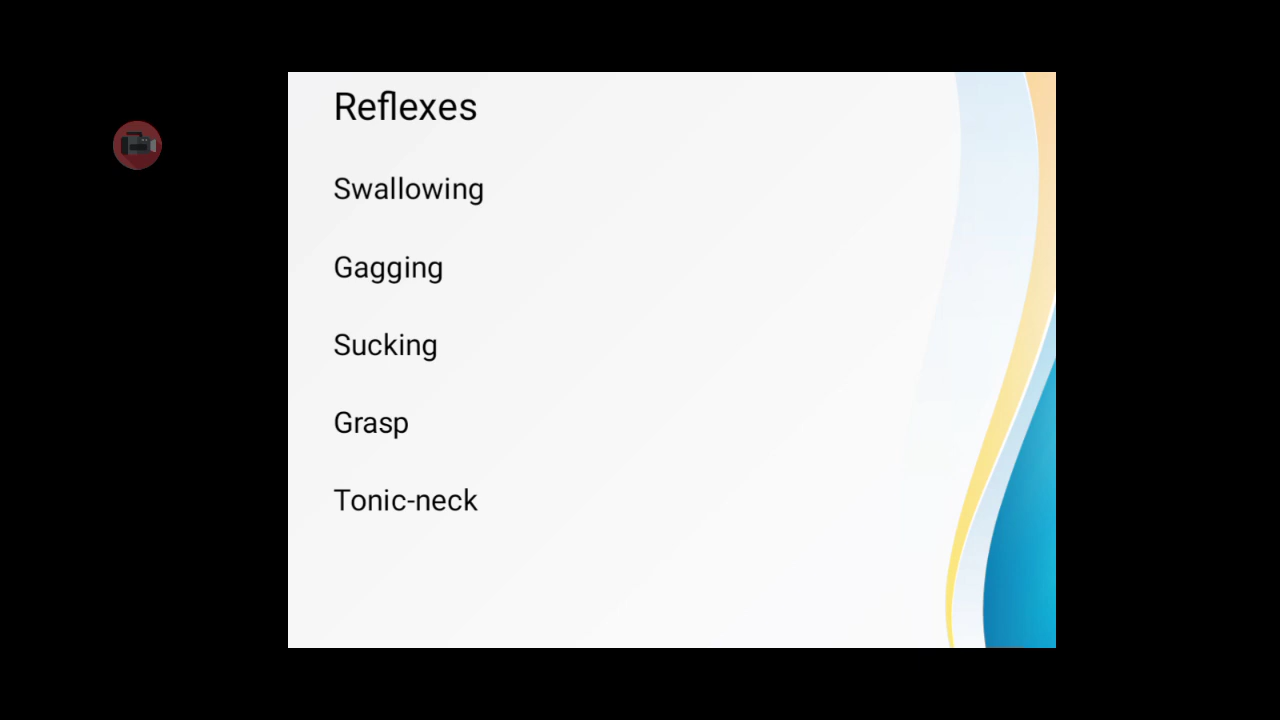 Reflexes
Swallowing
Gagging
Sucking
Grasp
Tonic-neck